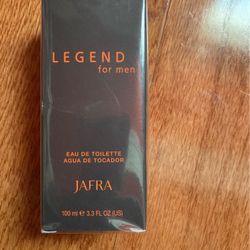 LEGEND
for men
EAU DE TOILETTE
AGUA DE TOCADOR
JAFRA
100 ml ℮ 3.3 FL OZ (US)